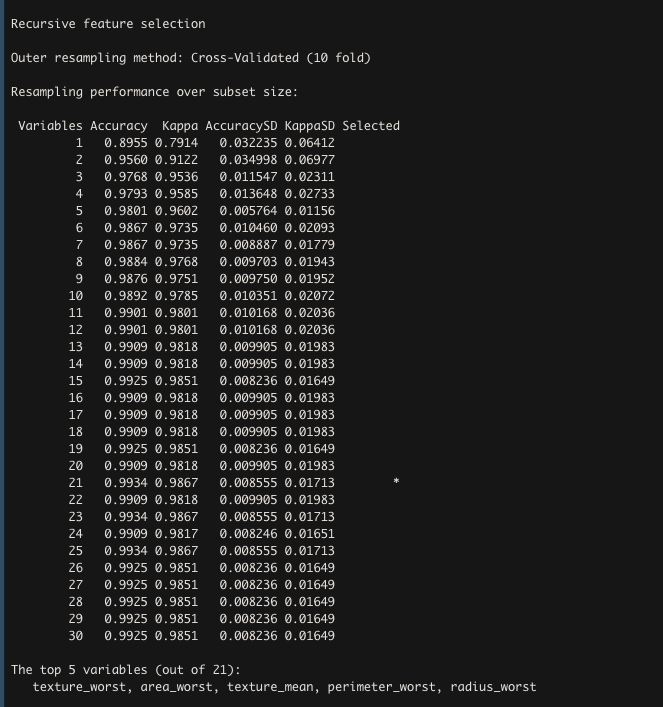 Recursive feature selection
Outer resampling method: Cross-Validated (10 fold)
Resampling performance over subset size:
Variables Accuracy Kappa AccuracySD KappaSD Selected
1 0.8955 0.7914 0.032235 0.06412
2 0.9560 0.9122 0.034998 0.06977
3 0.9768 0.9536 0.011547 0.02311
4 0.9793 0.9585 0.013648 0.02733
5 0.9801 0.9602 0.005764 0.01156
6 0.9867 0.9735 0.010460 0.02093
7 0.9867 0.9735 0.008887 0.01779
8 0.9884 0.9768 0.009703 0.01943
9 0.9876 0.9751 0.009750 0.01952
10 0.9892 0.9785 0.010351 0.02072
11 0.9901 0.9801 0.010168 0.02036
12 0.9901 0.9801 0.010168 0.02036
13 0.9909 0.9818 0.009905 0.01983
14 0.9909 0.9818 0.009905 0.01983
15 0.9925 0.9851 0.008236 0.01649
16 0.9909 0.9818 0.009905 0.01983
17 0.9909 0.9818 0.009905 0.01983
18 0.9909 0.9818 0.009905 0.01983
19 0.9925 0.9851 0.008236 0.01649
20 0.9909 0.9818 0.009905 0.01983
21 0.9934 0.9867 0.008555 0.01713 *
22 0.9909 0.9818 0.009905 0.01983
23 0.9934 0.9867 0.008555 0.01713
24 0.9909 0.9817 0.008246 0.01651
25 0.9934 0.9867 0.008555 0.01713
26 0.9925 0.9851 0.008236 0.01649
27 0.9925 0.9851 0.008236 0.01649
28 0.9925 0.9851 0.008236 0.01649
29 0.9925 0.9851 0.008236 0.01649
30 0.9925 0.9851 0.008236 0.01649
The top 5 variables (out of 21):
texture_worst, area_worst, texture_mean, perimeter_worst, radius_worst